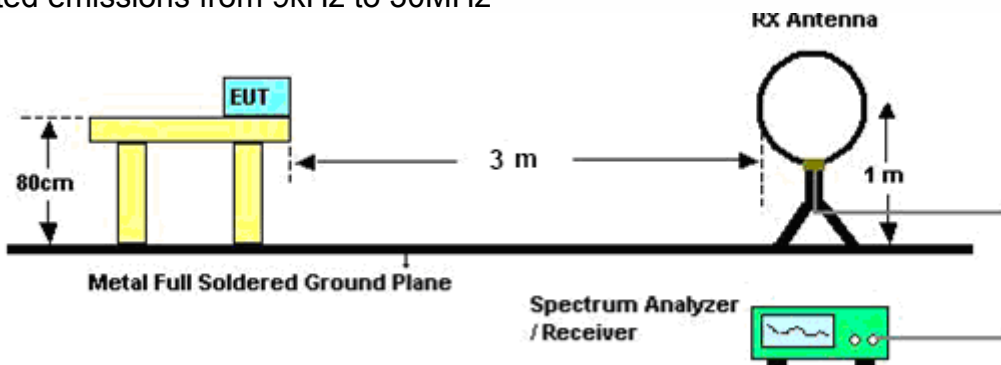 ted emissions from 9kHz to 30MHz
RX Antenna
EUT
3 m
80cm
1 m
Metal Full Soldered Ground Plane
Spectrum Analyzer
/ Receiver